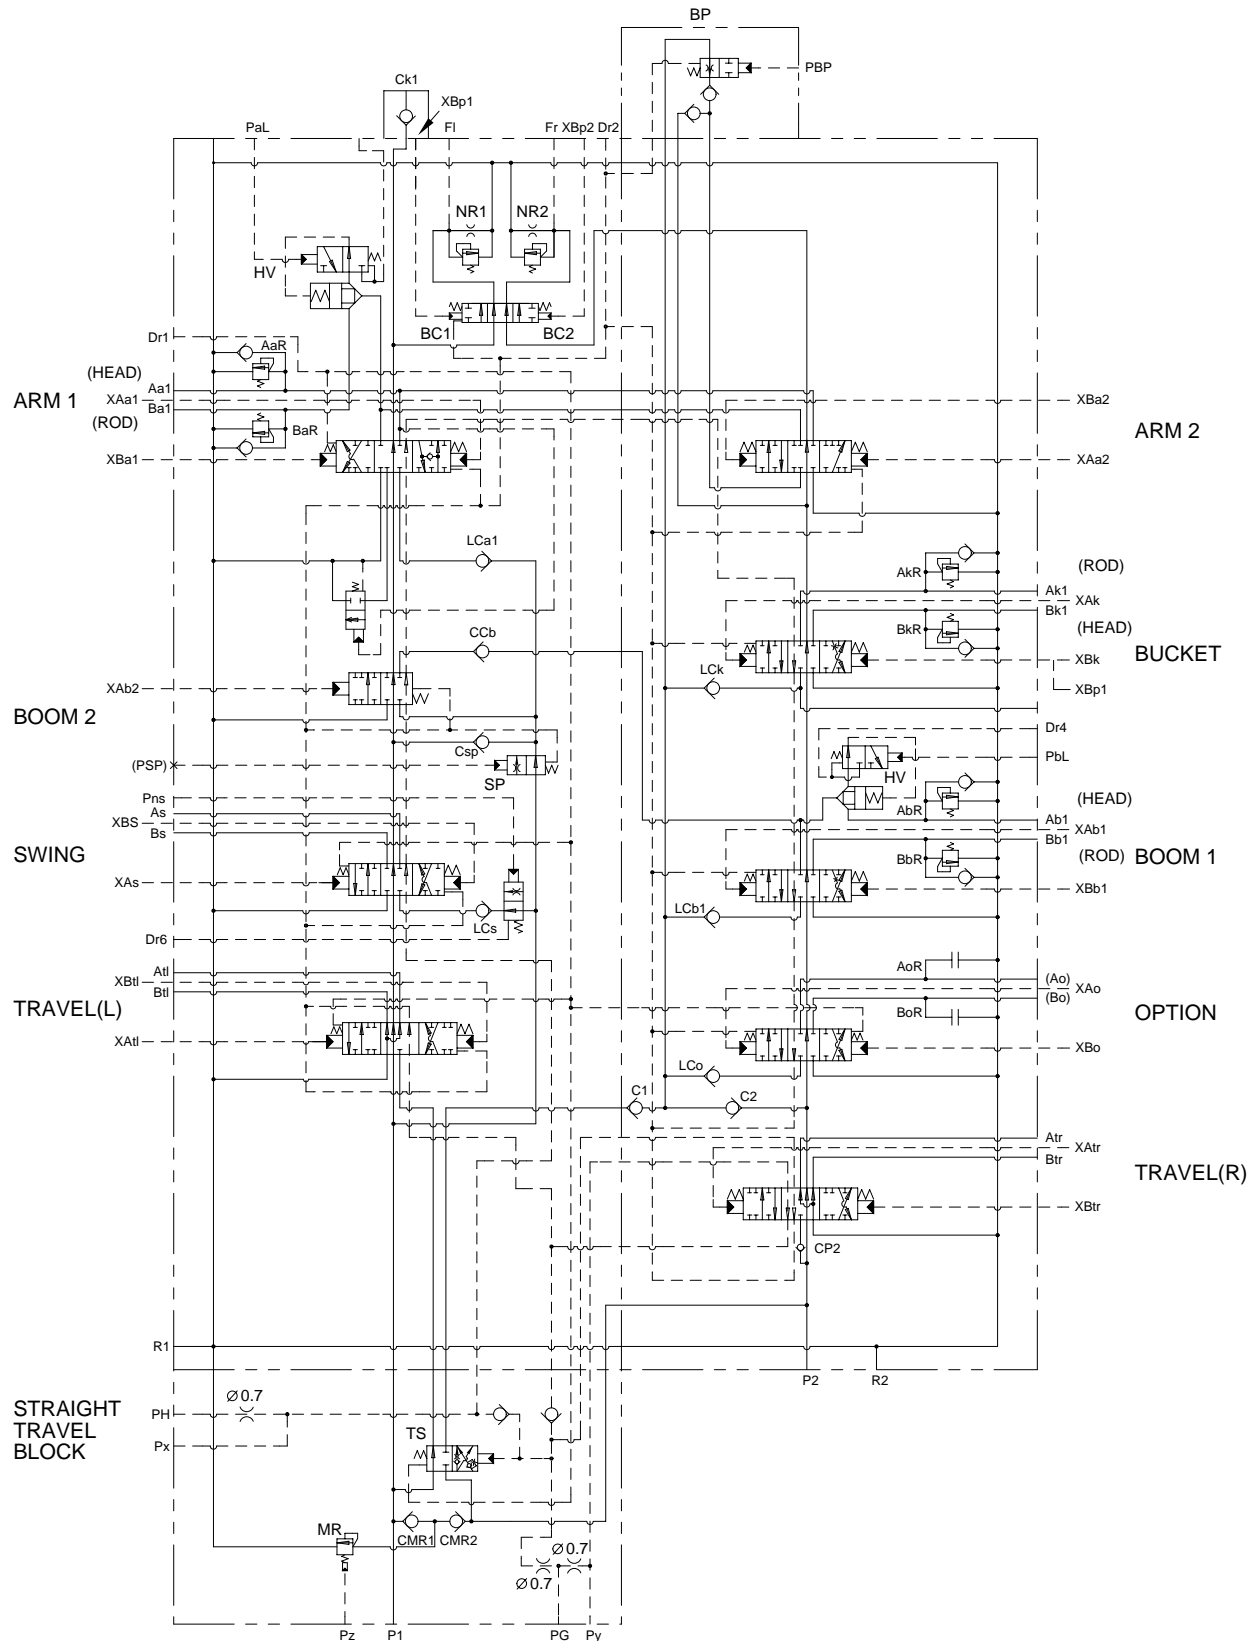 BP
PBP
Ck1
XBp1
PaL
Fl
Fr XBp2 Dr2
NR1
NR2
HV
BC1
BC2
Dr1
AaR
(HEAD)
Aa1
ARM 1
XAa1
Ba1
(ROD)
BaR
XBa1
XBa2
ARM 2
XAa2
LCa1
AkR
(ROD)
Ak1
XAk
Bk1
BkR
(HEAD)
CCb
XBk
BUCKET
LCk
XAb2
XBp1
BOOM 2
Dr4
Csp
(PSP)
SP
PbL
HV
Pns
As
XBS
Bs
AbR
(HEAD)
Ab1
XAb1
Bb1
SWING
BbR
(ROD)
BOOM 1
XAs
XBb1
LCs
LCb1
Dr6
Atl
XBtl
Btl
TRAVEL(L)
AoR
(Ao)
XAo
(Bo)
BoR
OPTION
XAtl
XBo
LCo
C1
C2
Atr
XAtr
Btr
TRAVEL(R)
XBtr
CP2
R1
P2
R2
STRAIGHT
TRAVEL
BLOCK
Ø0.7
PH
Px
TS
MR
CMR1
CMR2
Ø0.7
Ø0.7
Pz
P1
PG
Py